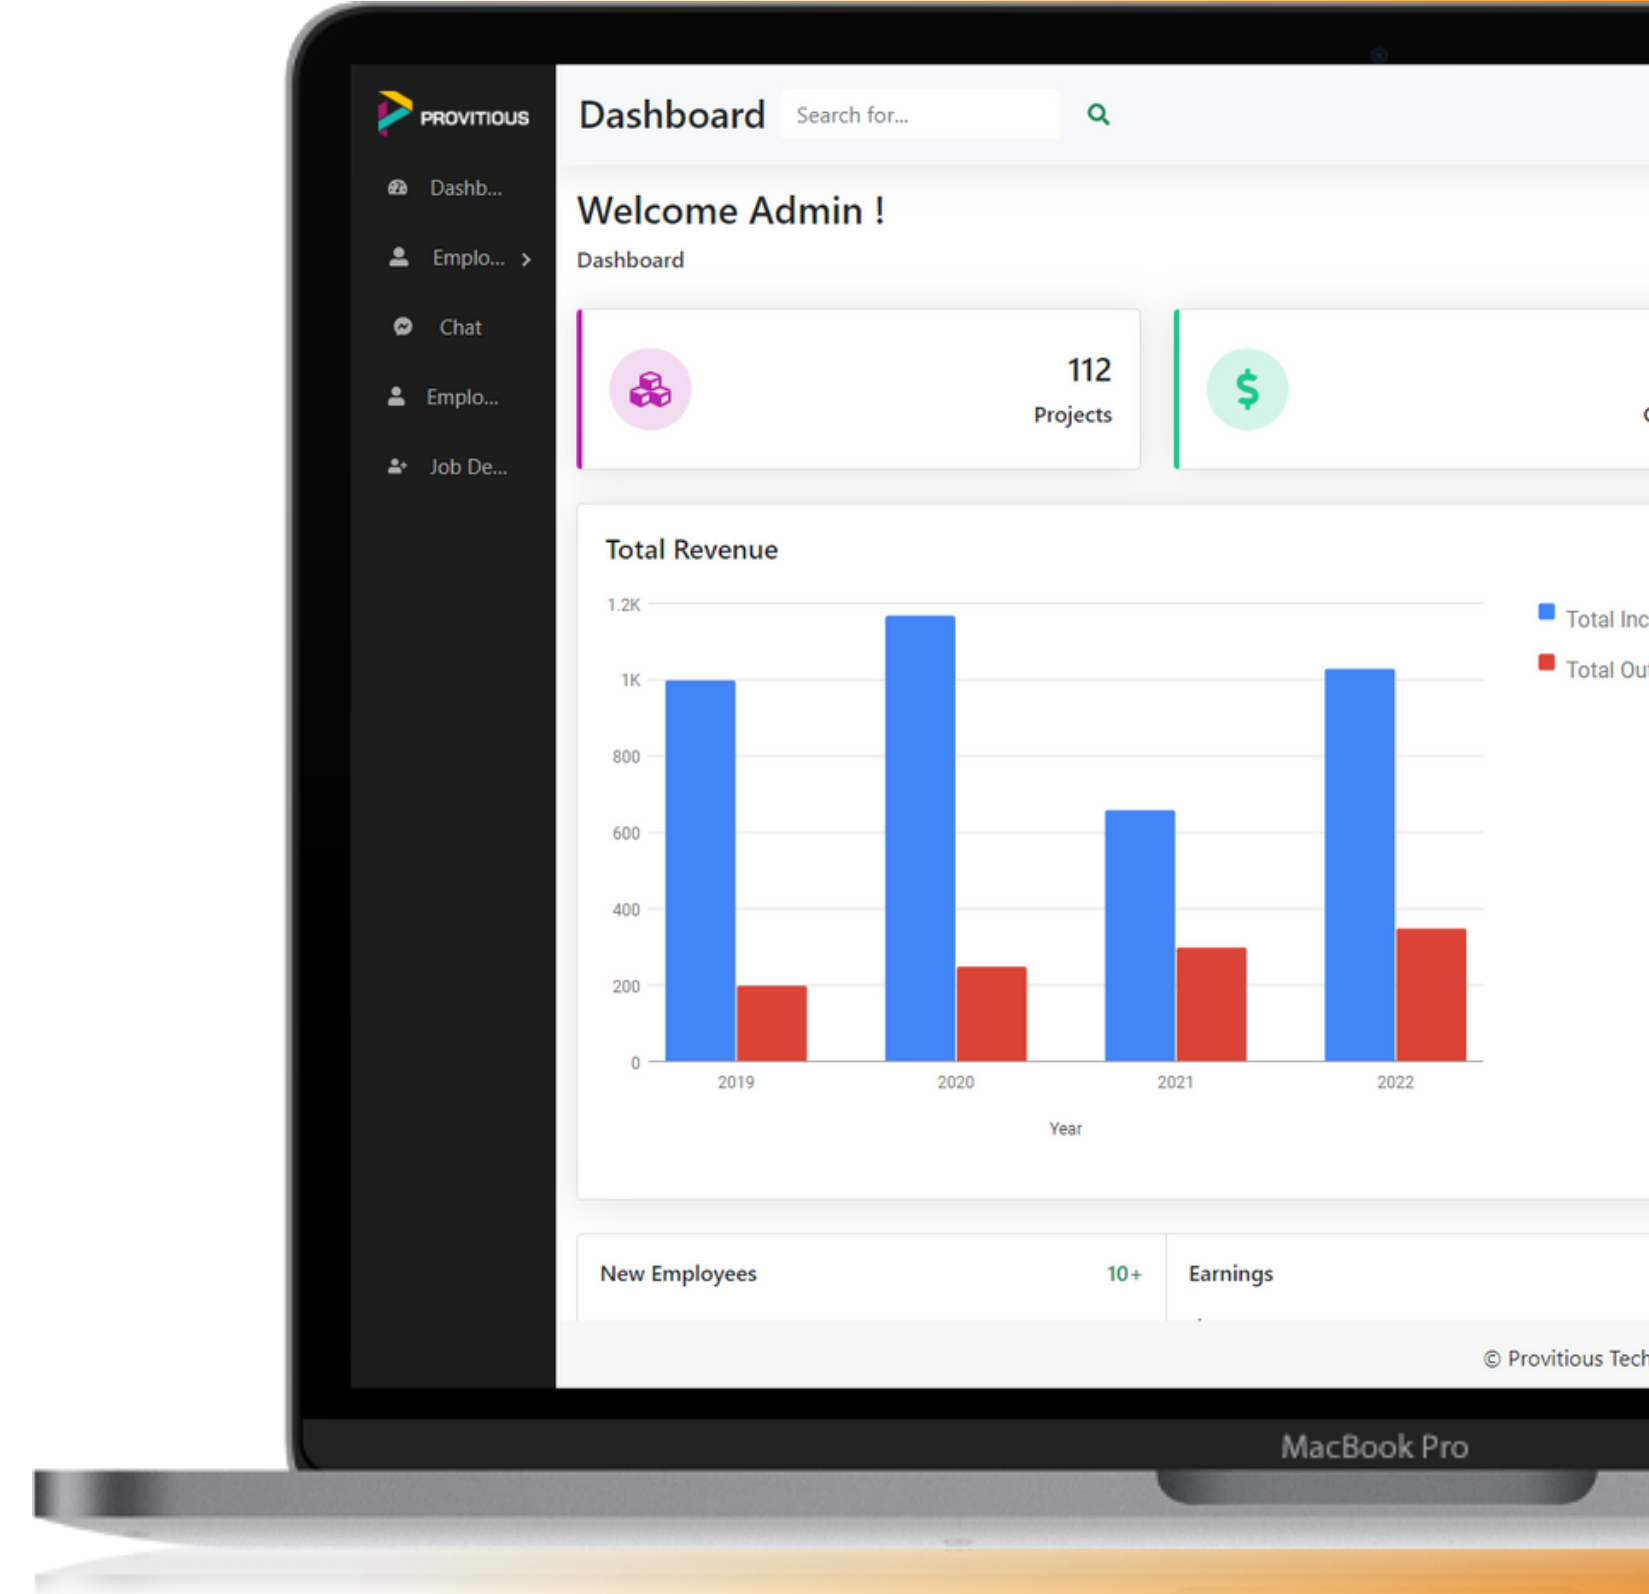 PROVITIOUS
Dashboard
Search for...
Dashb...
Emplo...
Chat
Emplo...
Job De...
Welcome Admin !
Dashboard
112
Projects
Total Revenue
1.2K
1K
800
600
400
200
0
2019 2020 2021 2022
Year
Total Inc
Total Ou
New Employees 10+
Earnings
© Provitious Tech
MacBook Pro